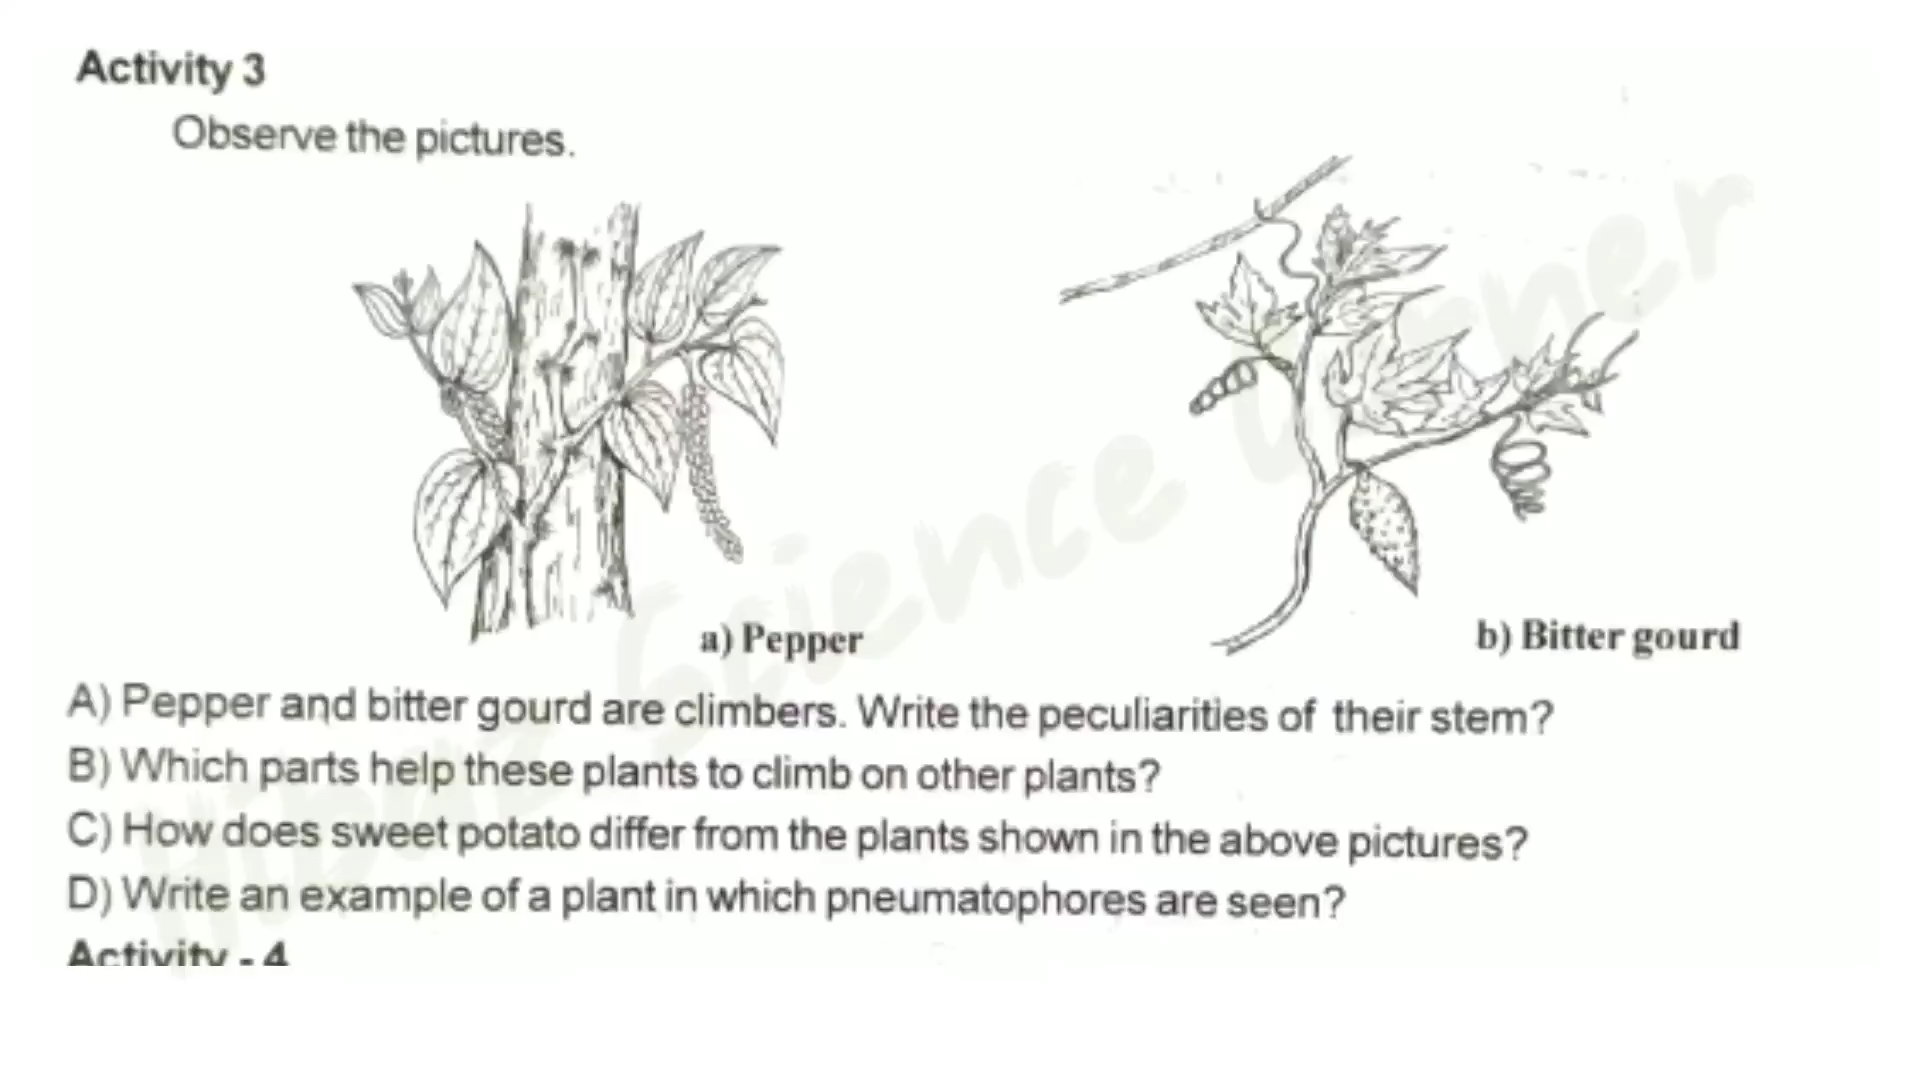 Activity 3
Observe the pictures.
a) Pepper
b) Bitter gourd
A) Pepper and bitter gourd are climbers. Write the peculiarities of their stem?
B) Which parts help these plants to climb on other plants?
C) How does sweet potato differ from the plants shown in the above pictures?
D) Write an example of a plant in which pneumatophores are seen?
Activity - 4